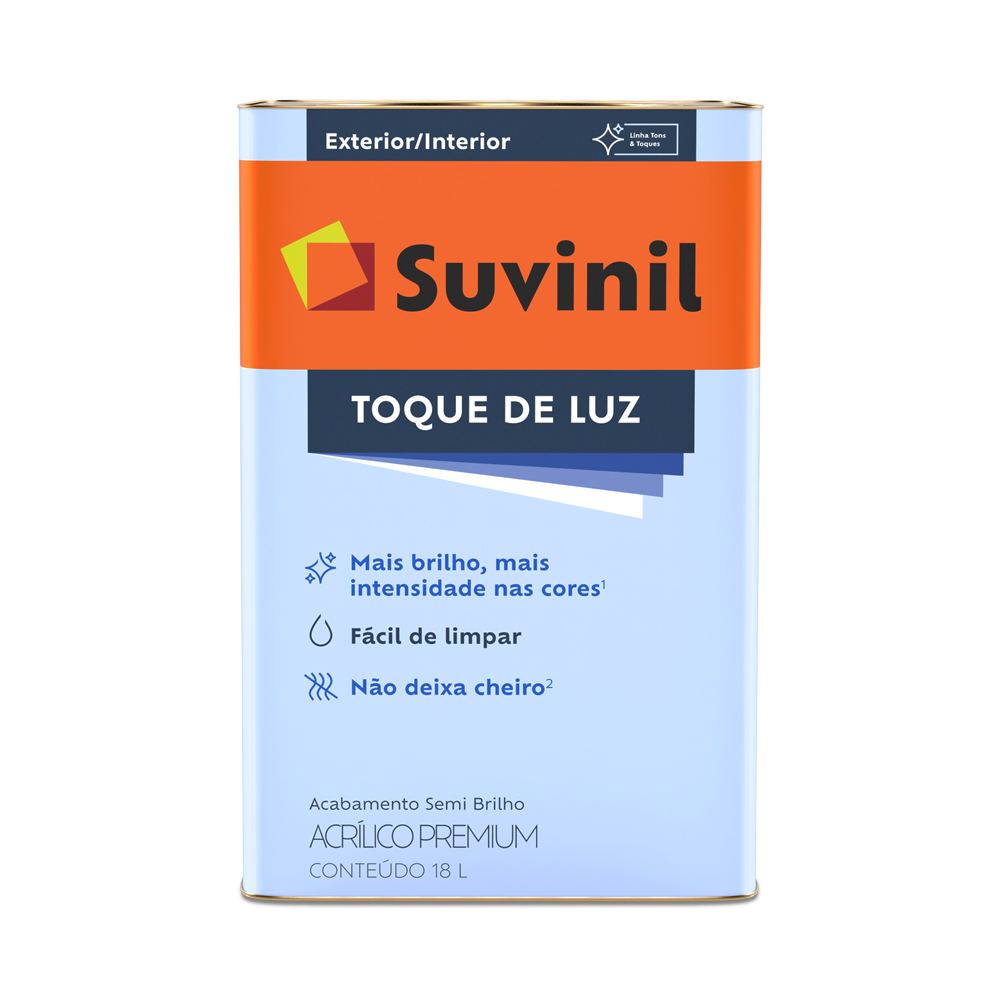 Exterior/Interior
Linha Tons
& Toques
Suvinil
TOQUE DE LUZ
Mais brilho, mais
intensidade nas cores¹
Fácil de limpar
Não deixa cheiro²
Acabamento Semi Brilho
ACRÍLICO PREMIUM
CONTEÚDO 18 L